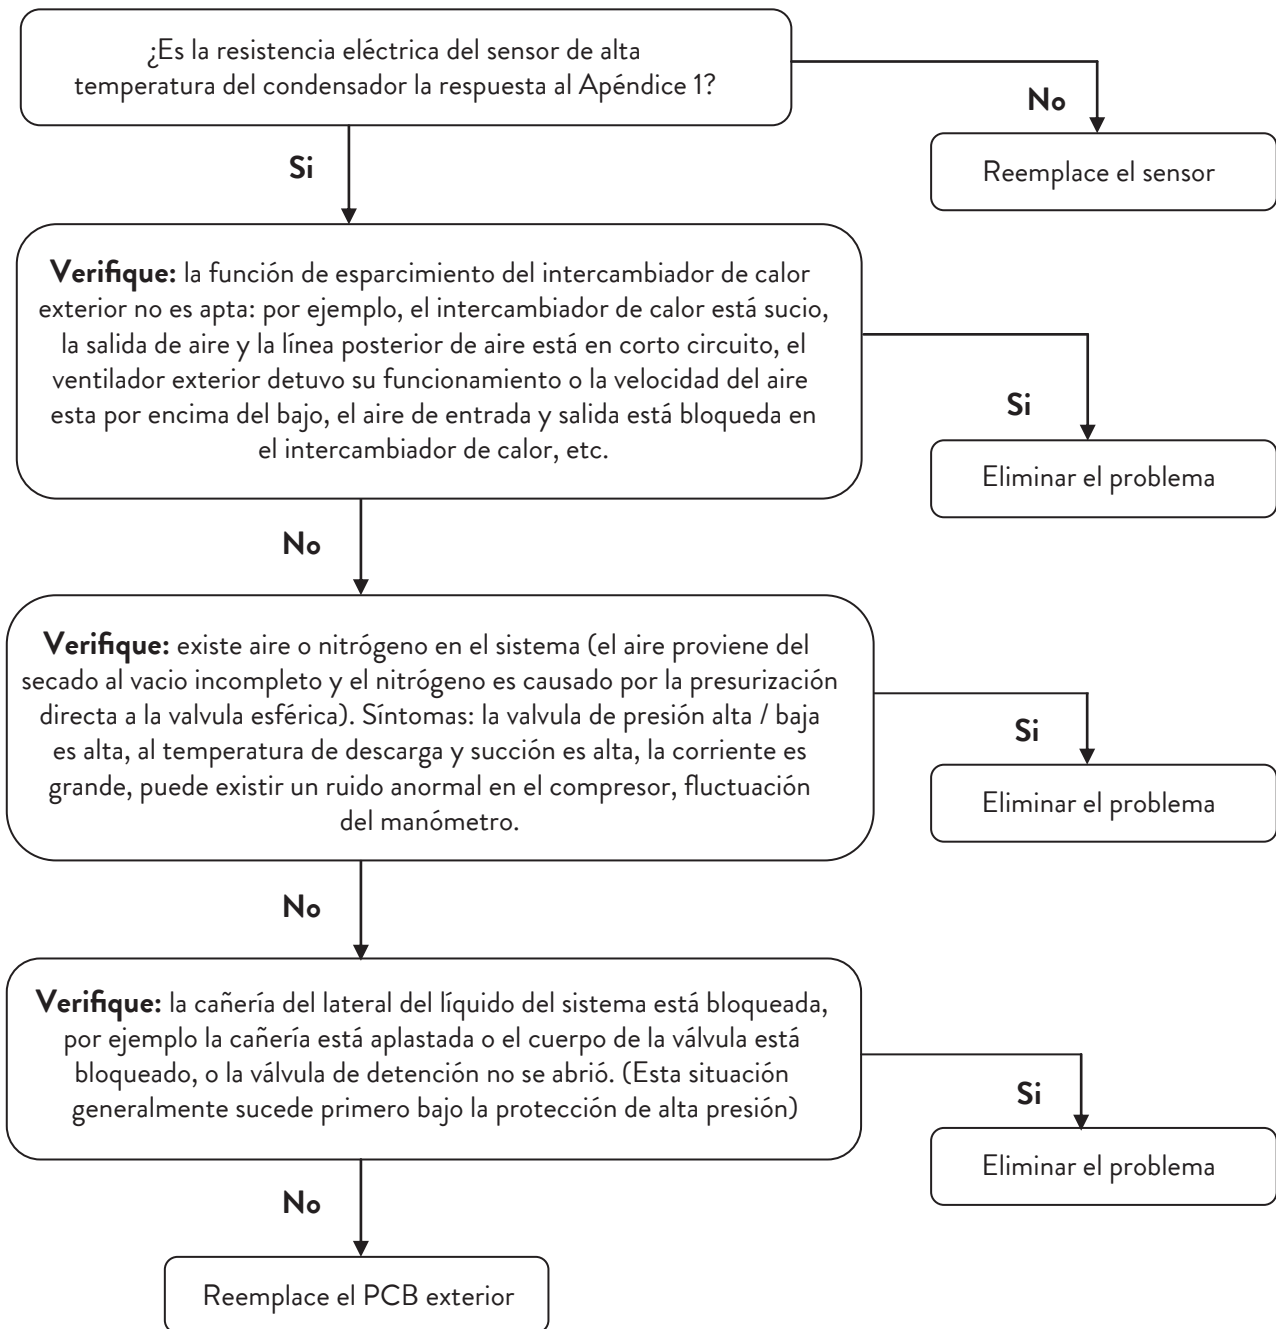 ¿Es la resistencia eléctrica del sensor de alta
temperatura del condensador la respuesta al Apéndice 1?
No
Reemplace el sensor
Si
Verifique: la función de esparcimiento del intercambiador de calor
exterior no es apta: por ejemplo, el intercambiador de calor está sucio,
la salida de aire y la línea posterior de aire está en corto circuito, el
ventilador exterior detuvo su funcionamiento o la velocidad del aire
esta por encima del bajo, el aire de entrada y salida está bloqueda en
el intercambiador de calor, etc.
Si
Eliminar el problema
No
Verifique: existe aire o nitrógeno en el sistema (el aire proviene del
secado al vacio incompleto y el nitrógeno es causado por la presurización
directa a la valvula esférica). Síntomas: la valvula de presión alta / baja
es alta, al temperatura de descarga y succión es alta, la corriente es
grande, puede existir un ruido anormal en el compresor, fluctuación
del manómetro.
Si
Eliminar el problema
No
Verifique: la cañería del lateral del líquido del sistema está bloqueada,
por ejemplo la cañería está aplastada o el cuerpo de la válvula está
bloqueado, o la válvula de detención no se abrió. (Esta situación
generalmente sucede primero bajo la protección de alta presión)
Si
Eliminar el problema
No
Reemplace el PCB exterior